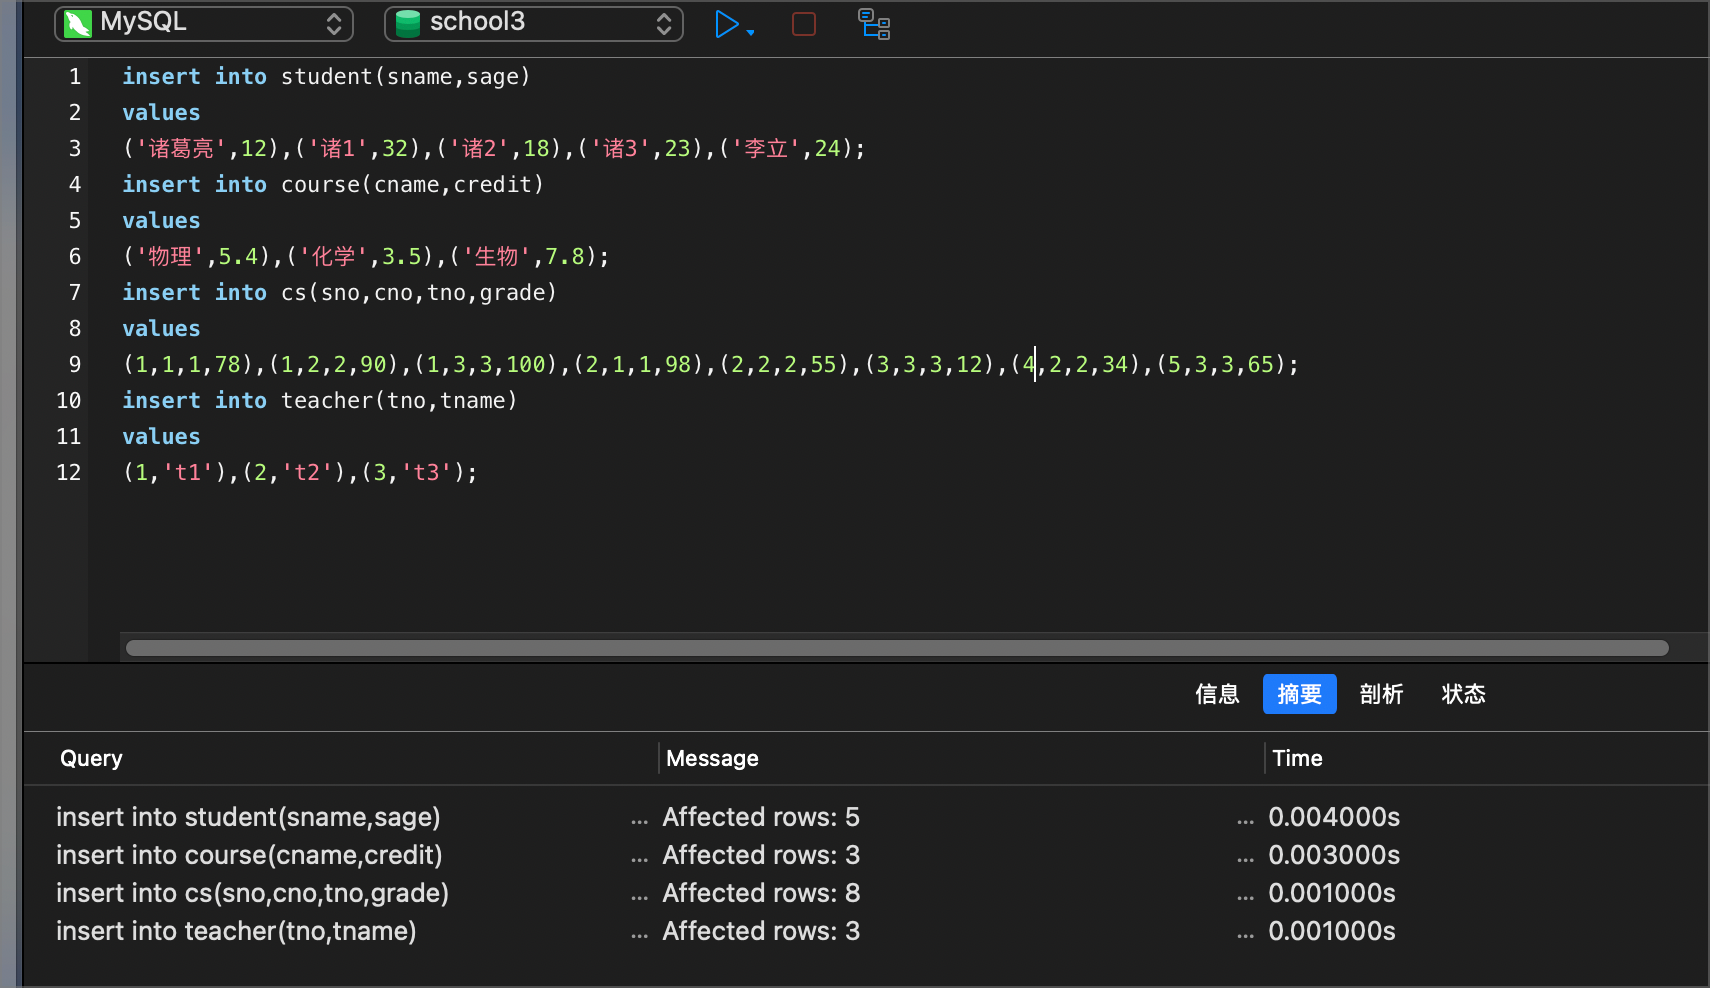 MySQL school3
1 insert into student(sname,sage)
2 values
3 ('诸葛亮',12),('诸1',32),('诸2',18),('诸3',23),('李立',24);
4 insert into course(cname,credit)
5 values
6 ('物理',5.4),('化学',3.5),('生物',7.8);
7 insert into cs(sno,cno,tno,grade)
8 values
9 (1,1,1,78),(1,2,2,90),(1,3,3,100),(2,1,1,98),(2,2,2,55),(3,3,3,12),(4,2,2,34),(5,3,3,65);
10 insert into teacher(tno,tname)
11 values
12 (1,'t1'),(2,'t2'),(3,'t3');
信息 摘要 剖析 状态
Query Message Time
insert into student(sname,sage) ... Affected rows: 5 ... 0.004000s
insert into course(cname,credit) ... Affected rows: 3 ... 0.003000s
insert into cs(sno,cno,tno,grade) ... Affected rows: 8 ... 0.001000s
insert into teacher(tno,tname) ... Affected rows: 3 ... 0.001000s